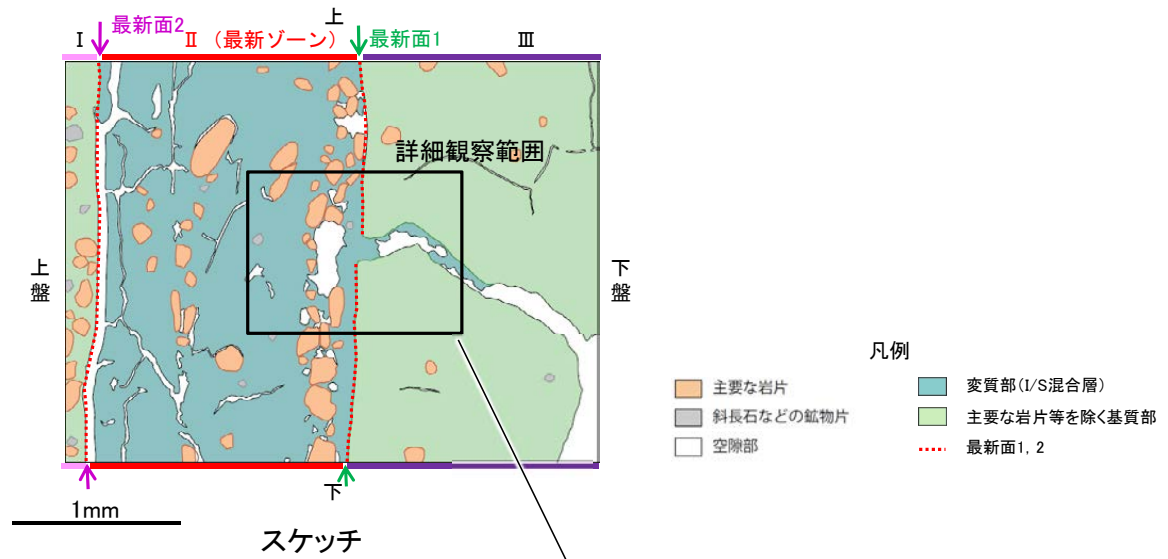 上
最新面2
Ⅰ
Ⅱ（最新ゾーン）
最新面1
Ⅲ
詳細観察範囲
上盤
下盤
下
1mm
スケッチ
凡例
主要な岩片
斜長石などの鉱物片
空隙部
変質部(I/S混合層)
主要な岩片等を除く基質部
最新面1, 2